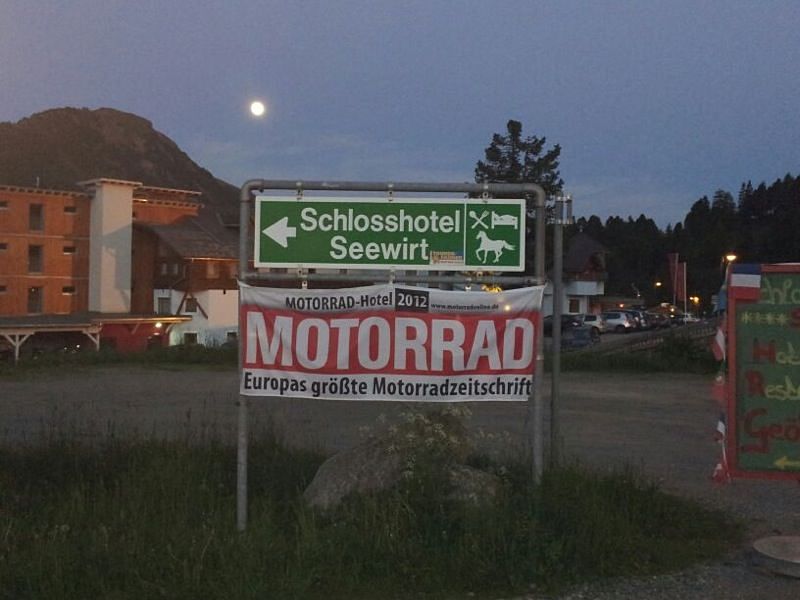 Schlosshotel
Seewirt
MOTORRAD-Hotel 2012 www.motorradonline.de
MOTORRAD
Europas größte Motorradzeitschrift
****S